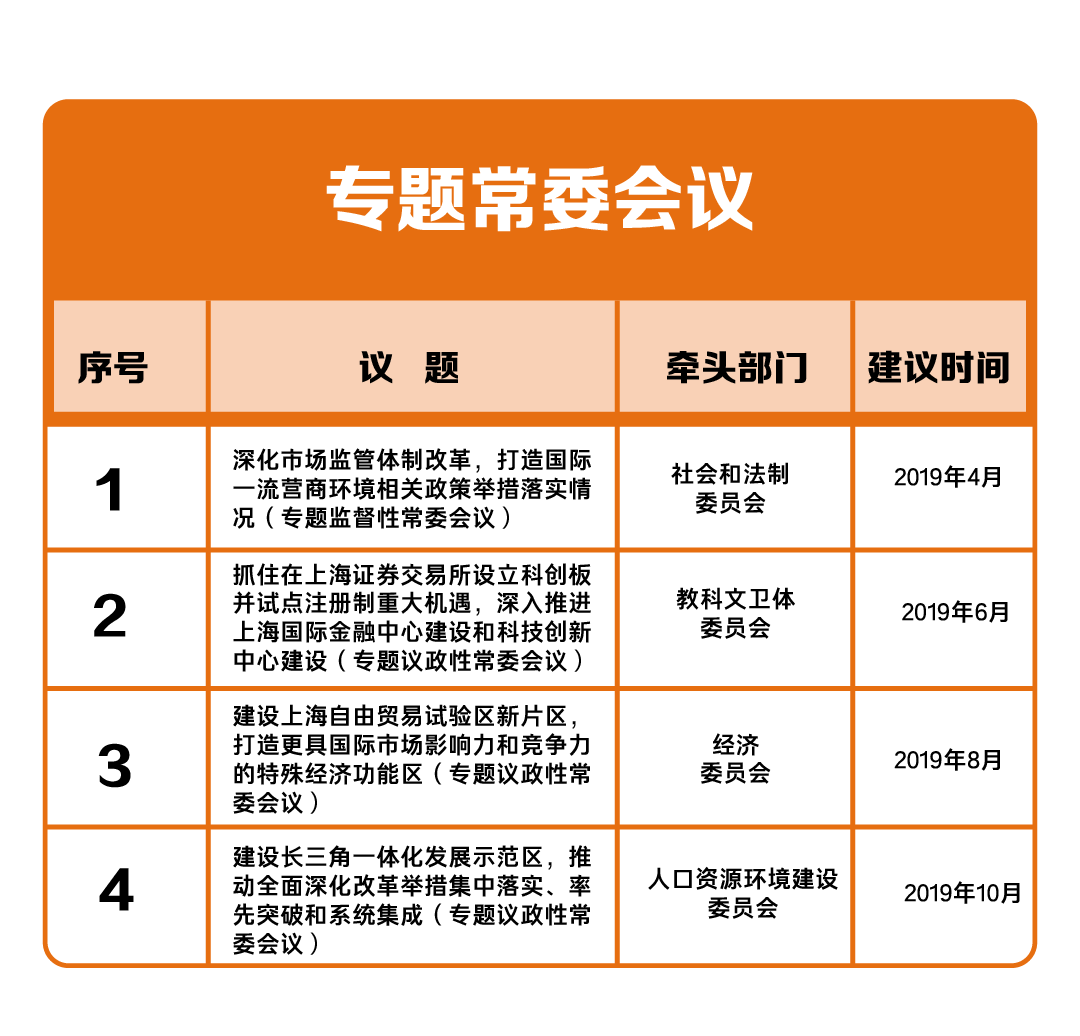 专题常委会议
序号 议 题 牵头部门 建议时间
1
深化市场监管体制改革，打造国际
一流营商环境相关政策举措落实情
况（专题监督性常委会议）
社会和法制
委员会
2019年4月
2
抓住在上海证券交易所设立科创板
并试点注册制重大机遇，深入推进
上海国际金融中心建设和科技创新
中心建设（专题议政性常委会议）
教科文卫体
委员会
2019年6月
3
建设上海自由贸易试验区新片区，
打造更具国际市场影响力和竞争力
的特殊经济功能区（专题议政性常
委会议）
经济
委员会
2019年8月
4
建设长三角一体化发展示范区，推
动全面深化改革举措集中落实、率
先突破和系统集成（专题议政性常
委会议）
人口资源环境建设
委员会
2019年10月